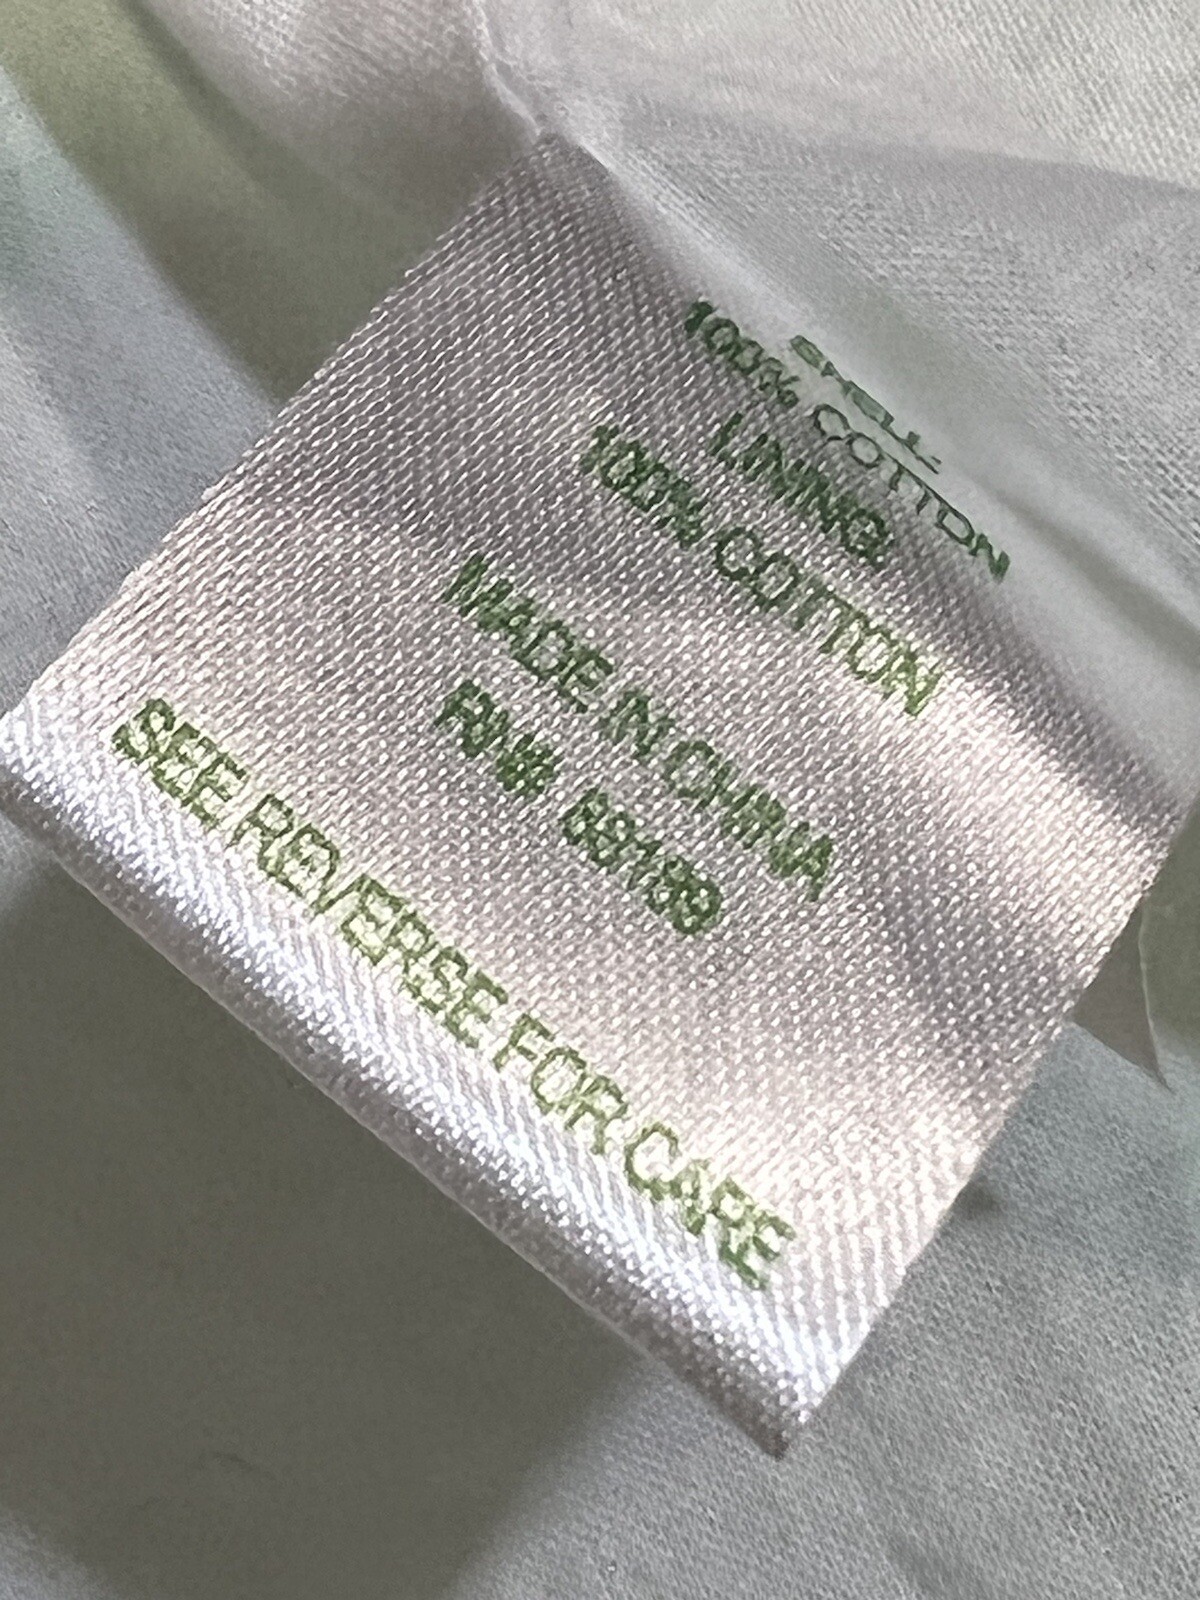 SHELL:
100% COTTON
LINING:
100% COTTON
MADE IN CHINA
RN#
SEE REVERSE FOR CARE